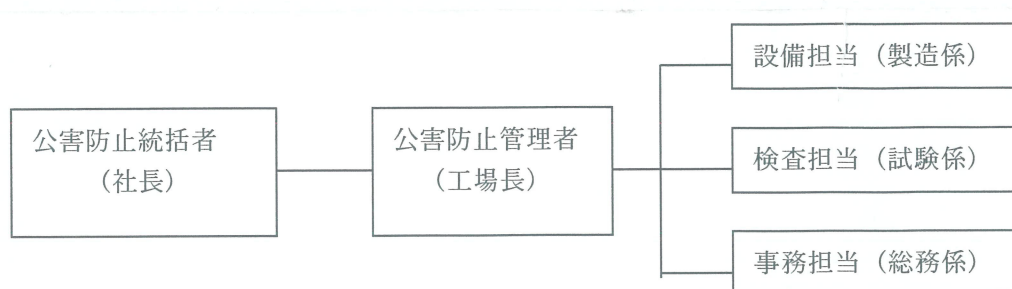 公害防止統括者
（社長）
公害防止管理者
（工場長）
設備担当（製造係）
検査担当（試験係）
事務担当（総務係）